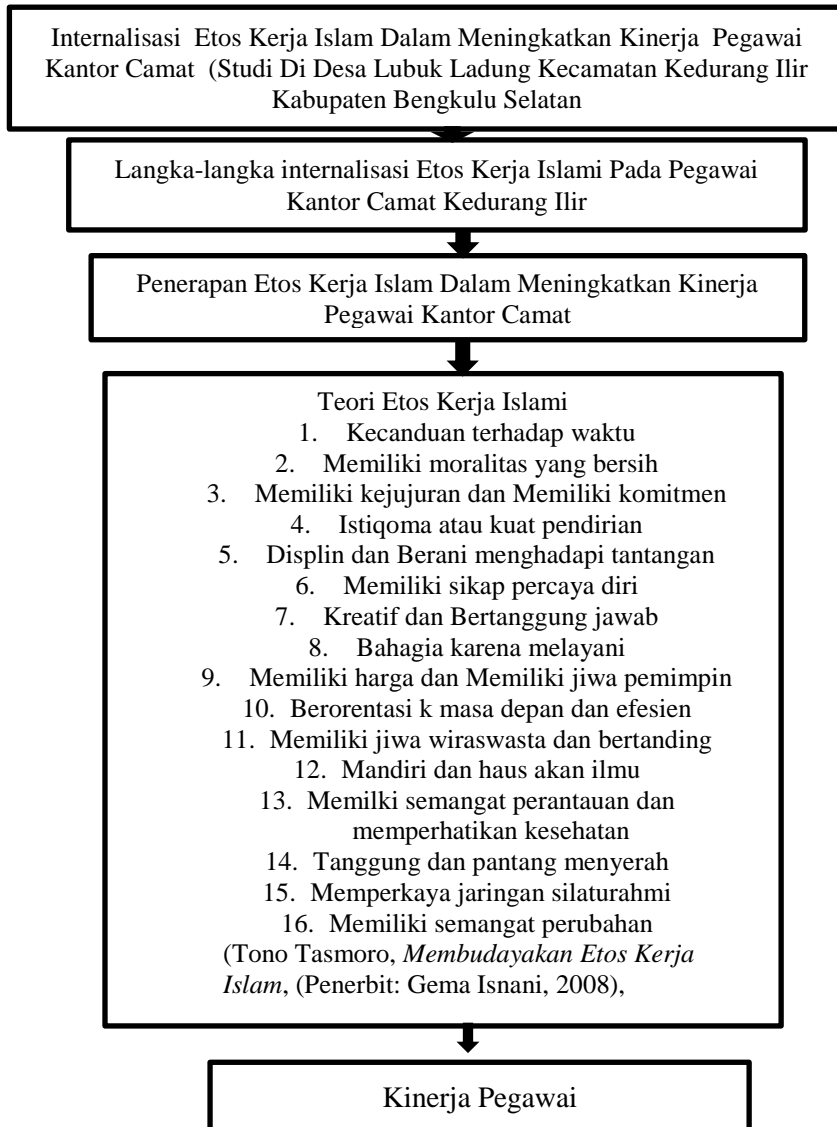 Internalisasi Etos Kerja Islam Dalam Meningkatkan Kinerja Pegawai
Kantor Camat (Studi Di Desa Lubuk Ladung Kecamatan Kedurang Ilir
Kabupaten Bengkulu Selatan
Langka-langka internalisasi Etos Kerja Islami Pada Pegawai
Kantor Camat Kedurang Ilir
Penerapan Etos Kerja Islam Dalam Meningkatkan Kinerja
Pegawai Kantor Camat
Teori Etos Kerja Islami
1. Kecanduan terhadap waktu
2. Memiliki moralitas yang bersih
3. Memiliki kejujuran dan Memiliki komitmen
4. Istiqoma atau kuat pendirian
5. Displin dan Berani menghadapi tantangan
6. Memiliki sikap percaya diri
7. Kreatif dan Bertanggung jawab
8. Bahagia karena melayani
9. Memiliki harga dan Memiliki jiwa pemimpin
10. Berorentasi k masa depan dan efesien
11. Memiliki jiwa wiraswasta dan bertanding
12. Mandiri dan haus akan ilmu
13. Memilki semangat perantauan dan
memperhatikan kesehatan
14. Tanggung dan pantang menyerah
15. Memperkaya jaringan silaturahmi
16. Memiliki semangat perubahan
(Tono Tasmoro, Membudayakan Etos Kerja
Islam, (Penerbit: Gema Isnani, 2008),
Kinerja Pegawai